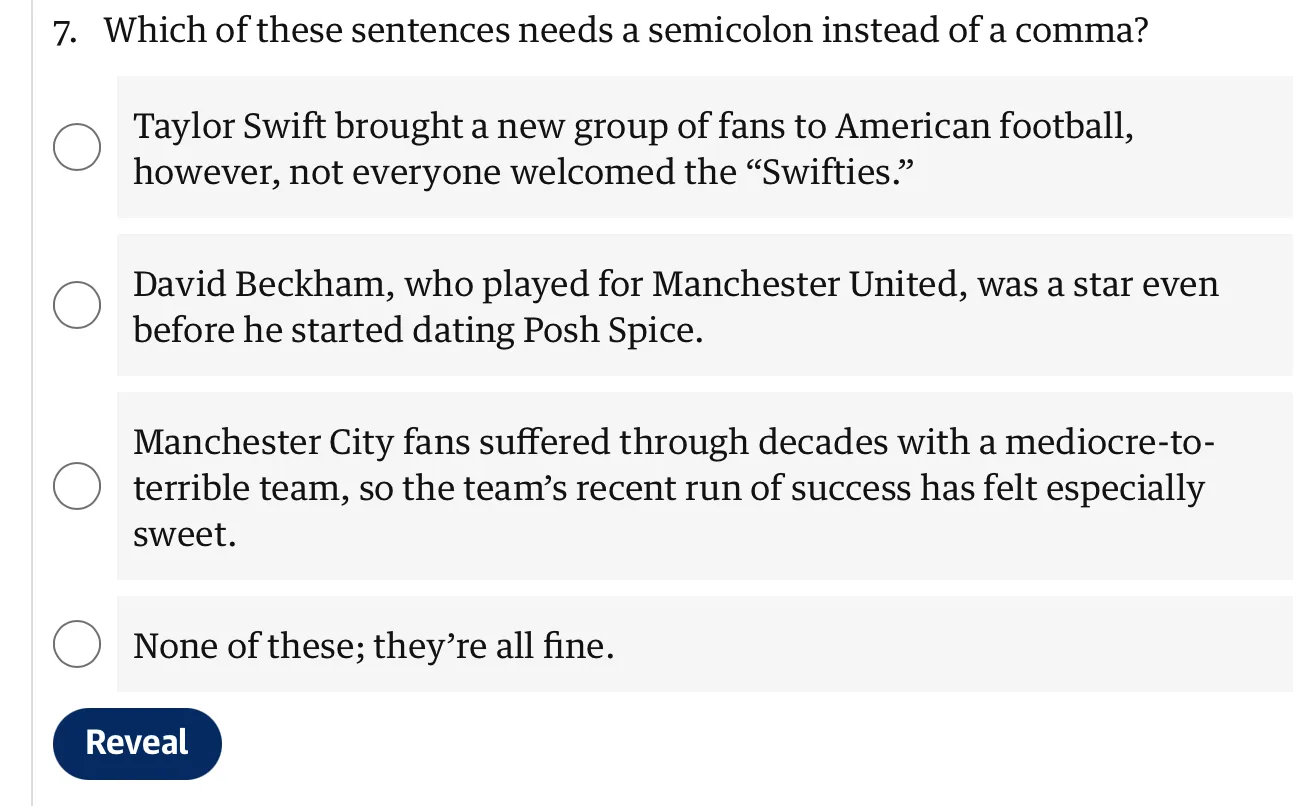 7. Which of these sentences needs a semicolon instead of a comma?
Taylor Swift brought a new group of fans to American football,
however, not everyone welcomed the “Swifties.”
David Beckham, who played for Manchester United, was a star even
before he started dating Posh Spice.
Manchester City fans suffered through decades with a mediocre-to-
terrible team, so the team’s recent run of success has felt especially
sweet.
None of these; they’re all fine.
Reveal